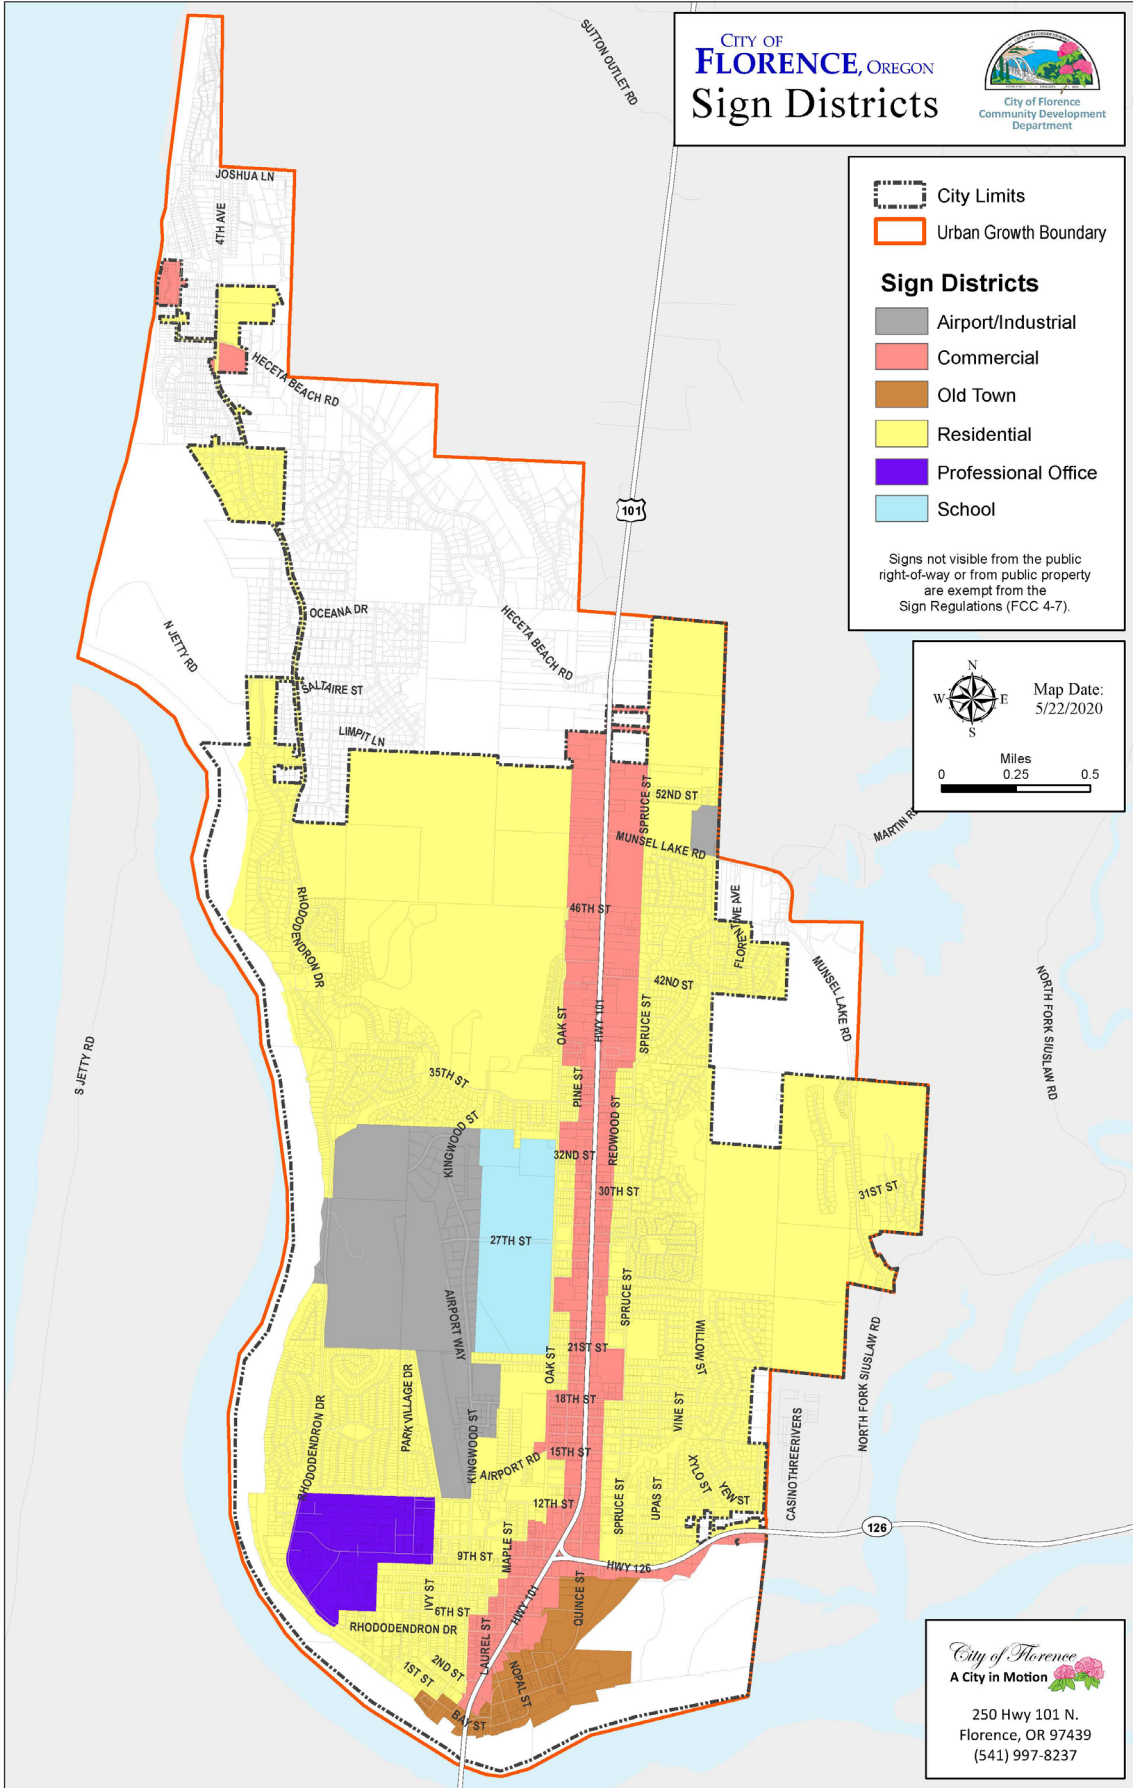 CITY OF
FLORENCE, OREGON
Sign Districts
City of Florence
Community Development
Department
City Limits
Urban Growth Boundary
Sign Districts
Airport/Industrial
Commercial
Old Town
Residential
Professional Office
School
Signs not visible from the public
right-of-way or from public property
are exempt from the
Sign Regulations (FCC 4-7).
N
W
E
S
Map Date:
5/22/2020
Miles
0
0.25
0.5
SUTTON OUTLET RD
JOSHUA LN
4TH AVE
HECETA BEACH RD
101
OCEANA DR
HECETA BEACH RD
N JETTY RD
SALTAIRE ST
LIMPIT LN
SPRUCE ST
52ND ST
MUNSEL LAKE RD
MARTIN RD
RHODODENDRON DR
46TH ST
FLORENTINE AVE
42ND ST
MUNSEL LAKE RD
NORTH FORK SIUSLAW RD
OAK ST
HWY 101
SPRUCE ST
S JETTY RD
35TH ST
PINE ST
REDWOOD ST
KINGWOOD ST
32ND ST
30TH ST
31ST ST
27TH ST
SPRUCE ST
AIRPORT WAY
WILLOW ST
NORTH FORK SIUSLAW RD
21ST ST
OAK ST
PARK VILLAGE DR
18TH ST
RHODODENDRON DR
KINGWOOD ST
VINE ST
CASINOTHREERIVERS
15TH ST
AIRPORT RD
XYLO ST
YEW ST
UPAS ST
SPRUCE ST
12TH ST
126
MAPLE ST
9TH ST
HWY 126
IVY ST
QUINCE ST
HWY 101
6TH ST
RHODODENDRON DR
LAUREL ST
2ND ST
1ST ST
NOPAL ST
BAY ST
City of Florence
A City in Motion
250 Hwy 101 N.
Florence, OR 97439
(541) 997-8237